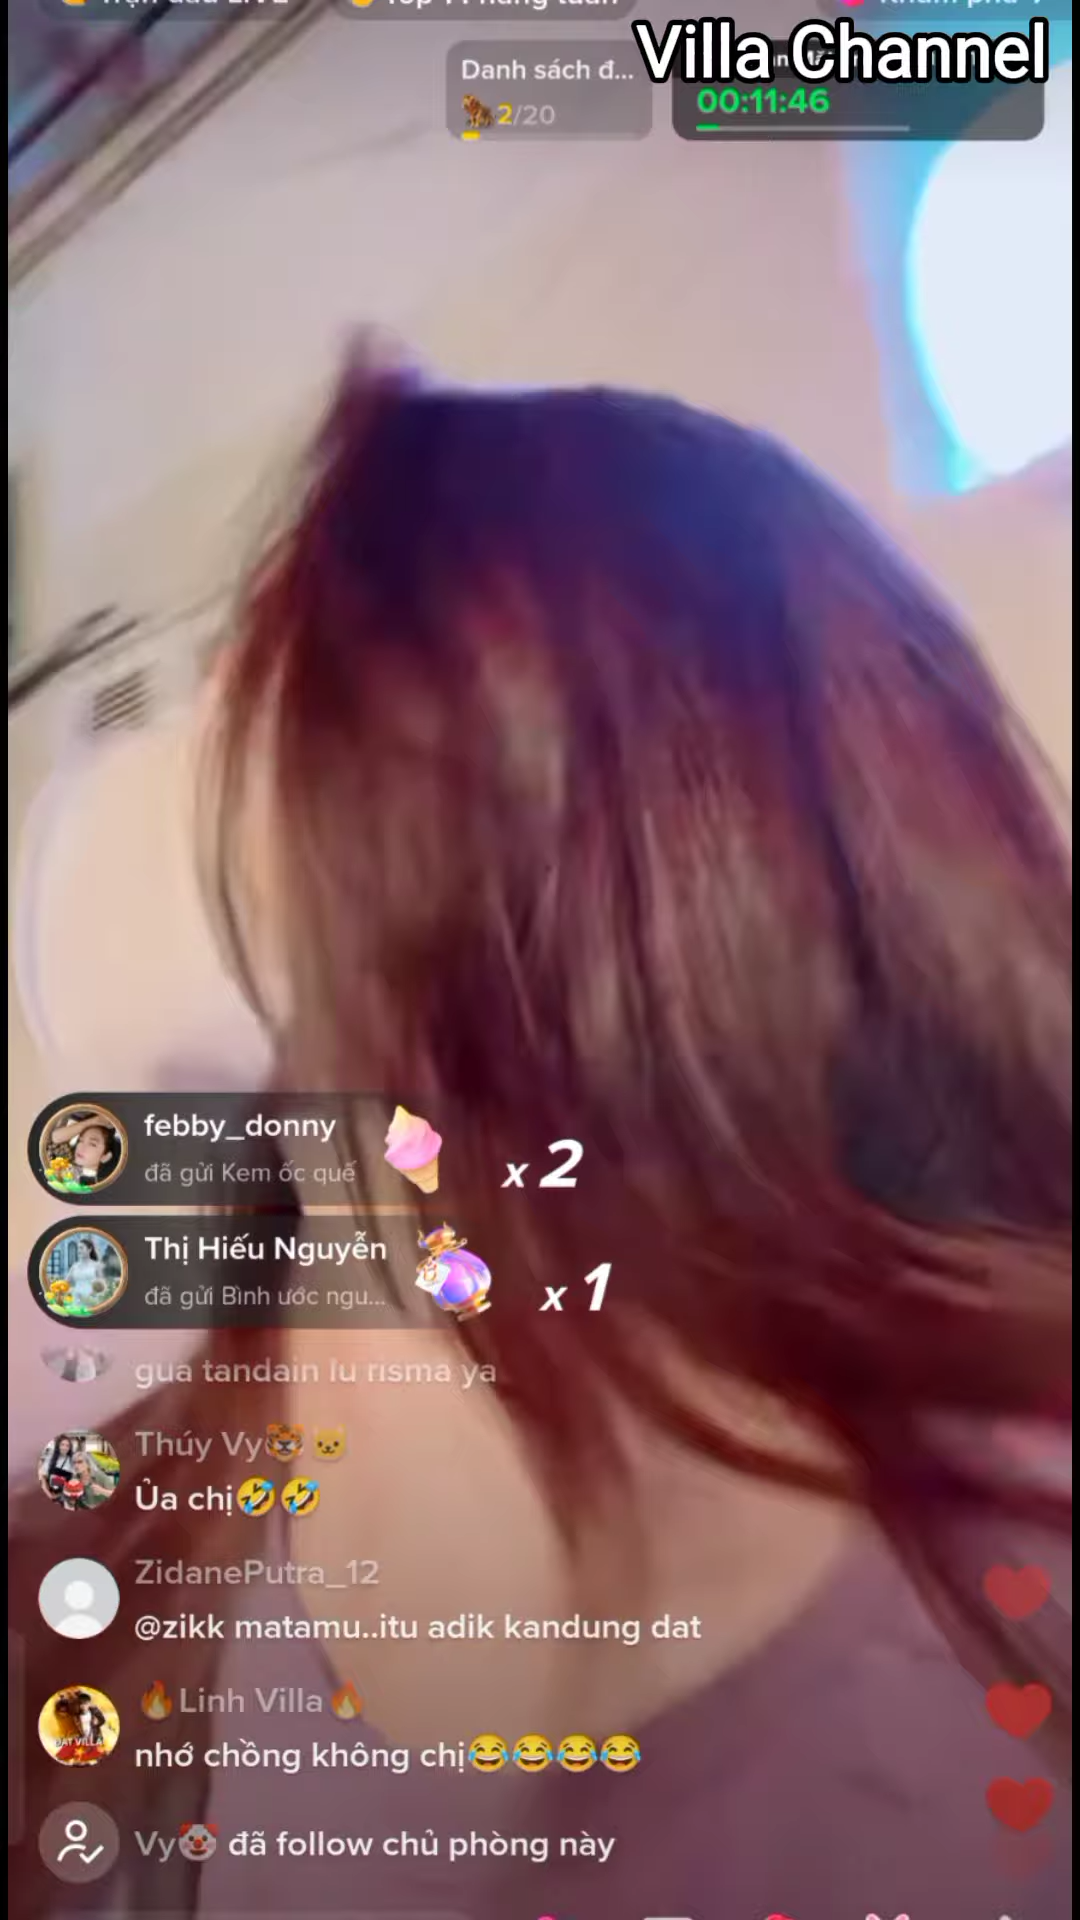 Villa Channel
Danh sách đ...
2/20
00:11:46
febby_donny
đã gửi Kem ốc quế
x 2
Thị Hiếu Nguyễn
đã gửi Bình ước ngu...
x 1
gua tandain lu risma ya
Thúy Vy🐯🐱
Ủa chị🤣🤣
ZidanePutra_12
@zikk matamu..itu adik kandung dat
🔥Linh Villa🔥
nhớ chồng không chị😂😂😂😂
Vy🤡 đã follow chủ phòng này